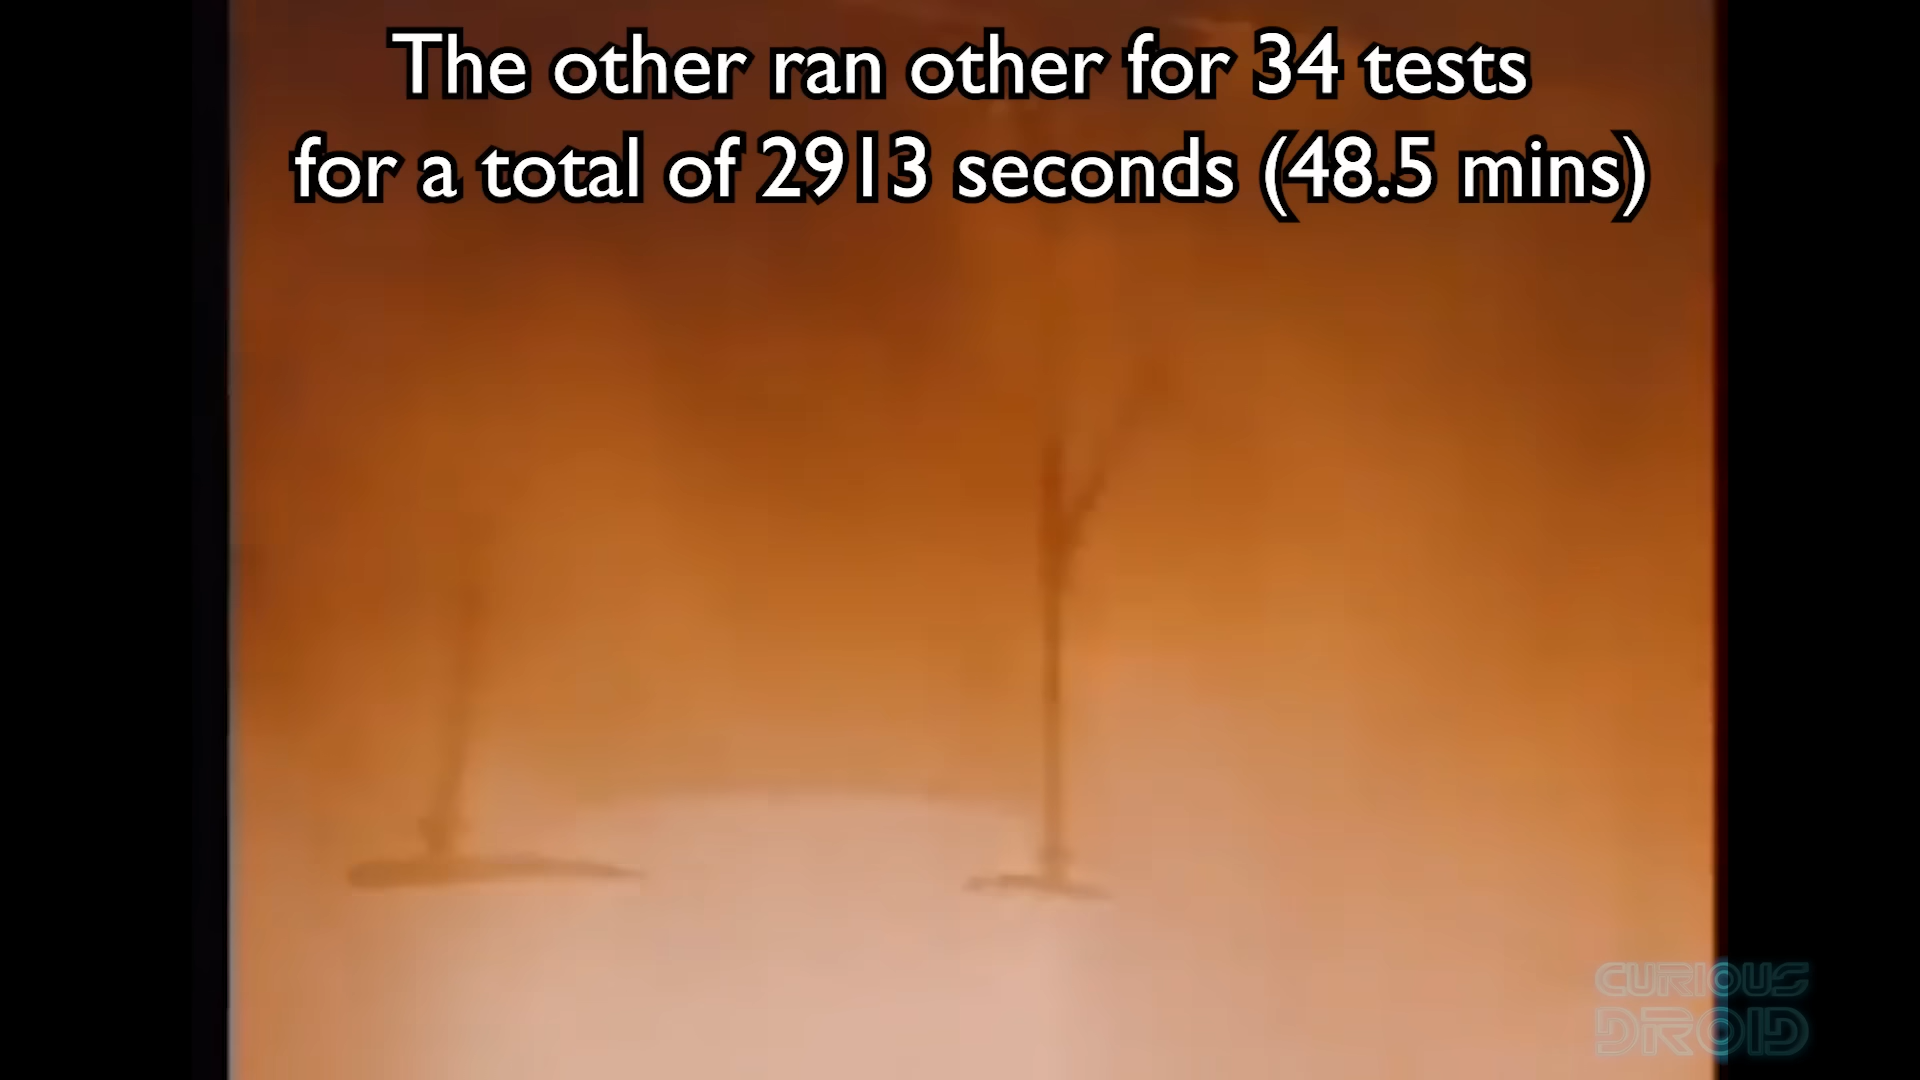 The other ran other for 34 tests
for a total of 2913 seconds (48.5 mins)
CURIOUS
DROID